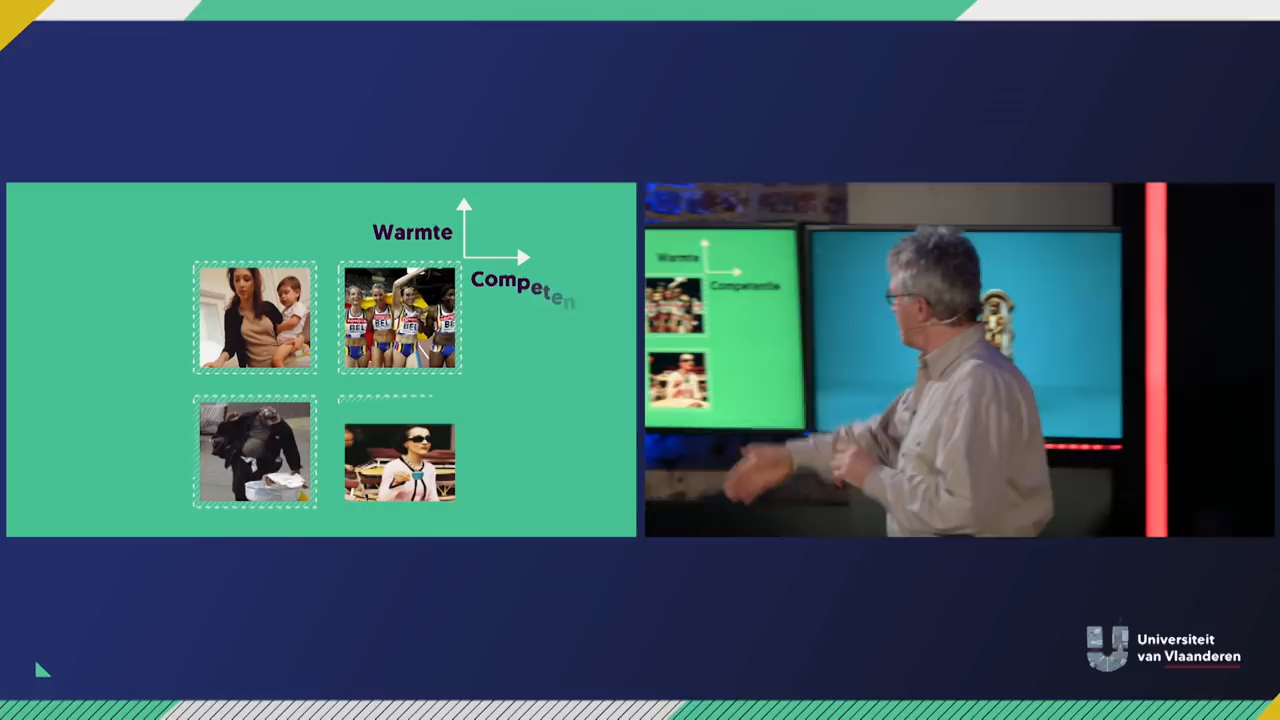 Warmte
Competen
BEL
BEL
BEL
BEL
Warmte
Competentie
Universiteit
van Vlaanderen